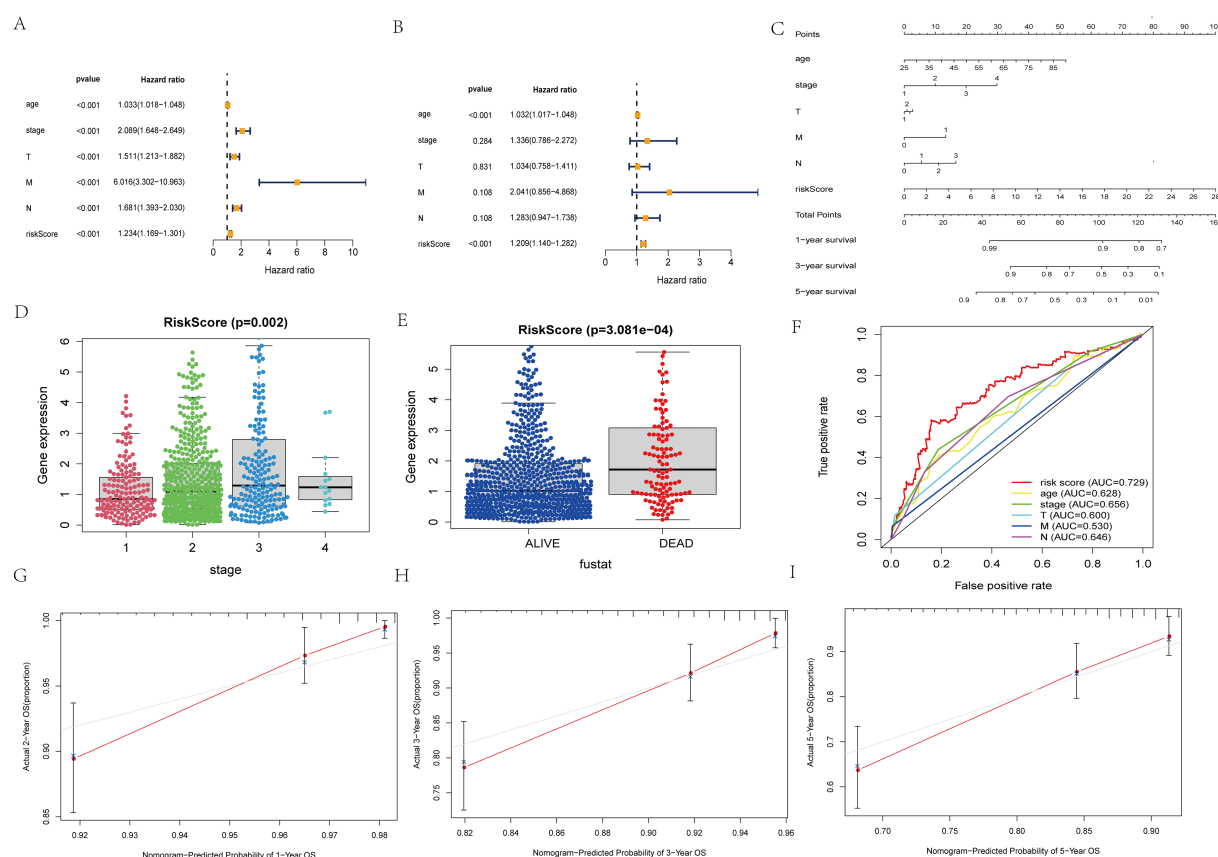 A
pvalue Hazard ratio
age <0.001 1.033(1.018−1.048)
stage <0.001 2.089(1.648−2.649)
T <0.001 1.511(1.213−1.882)
M <0.001 6.016(3.302−10.963)
N <0.001 1.681(1.393−2.030)
riskScore <0.001 1.234(1.169−1.301)
0 2 4 6 8 10
Hazard ratio
B
pvalue Hazard ratio
age <0.001 1.032(1.017−1.048)
stage 0.284 1.336(0.786−2.272)
T 0.831 1.034(0.758−1.411)
M 0.108 2.041(0.856−4.868)
N 0.108 1.283(0.947−1.738)
riskScore <0.001 1.209(1.140−1.282)
0 1 2 3 4
Hazard ratio
C
Points 0 10 20 30 40 50 60 70 80 90 100
age
25 35 45 55 65 75 85
stage 2 4
1 3
T 2
1
M 1
0
N 1 3
0 2
riskScore
0 2 4 6 8 10 12 14 16 18 20 22 24 26 28
Total Points
0 20 40 60 80 100 120 140 16
1−year survival
0.99 0.9 0.8 0.7
3−year survival
0.9 0.8 0.7 0.5 0.3 0.1
5−year survival
0.9 0.8 0.7 0.5 0.3 0.1 0.01
D
RiskScore (p=0.002)
Gene expression
0 1 2 3 4 5 6
1 2 3 4
stage
E
RiskScore (p=3.081e−04)
Gene expression
0 1 2 3 4 5
ALIVE DEAD
fustat
F
True positive rate
0.0 0.2 0.4 0.6 0.8 1.0
risk score (AUC=0.729)
age (AUC=0.628)
stage (AUC=0.656)
T (AUC=0.600)
M (AUC=0.530)
N (AUC=0.646)
0.0 0.2 0.4 0.6 0.8 1.0
False positive rate
G
Actual 2−Year OS(proportion)
0.85 0.90 0.95 1.00
0.92 0.93 0.94 0.95 0.96 0.97 0.98
Nomogram−Predicted Probability of 1−Year OS
H
Actual 3−Year OS(proportion)
0.75 0.80 0.85 0.90 0.95 1.00
0.82 0.84 0.86 0.88 0.90 0.92 0.94 0.96
Nomogram−Predicted Probability of 3−Year OS
I
Actual 5−Year OS(proportion)
0.6 0.7 0.8 0.9
0.70 0.75 0.80 0.85 0.90
Nomogram−Predicted Probability of 5−Year OS